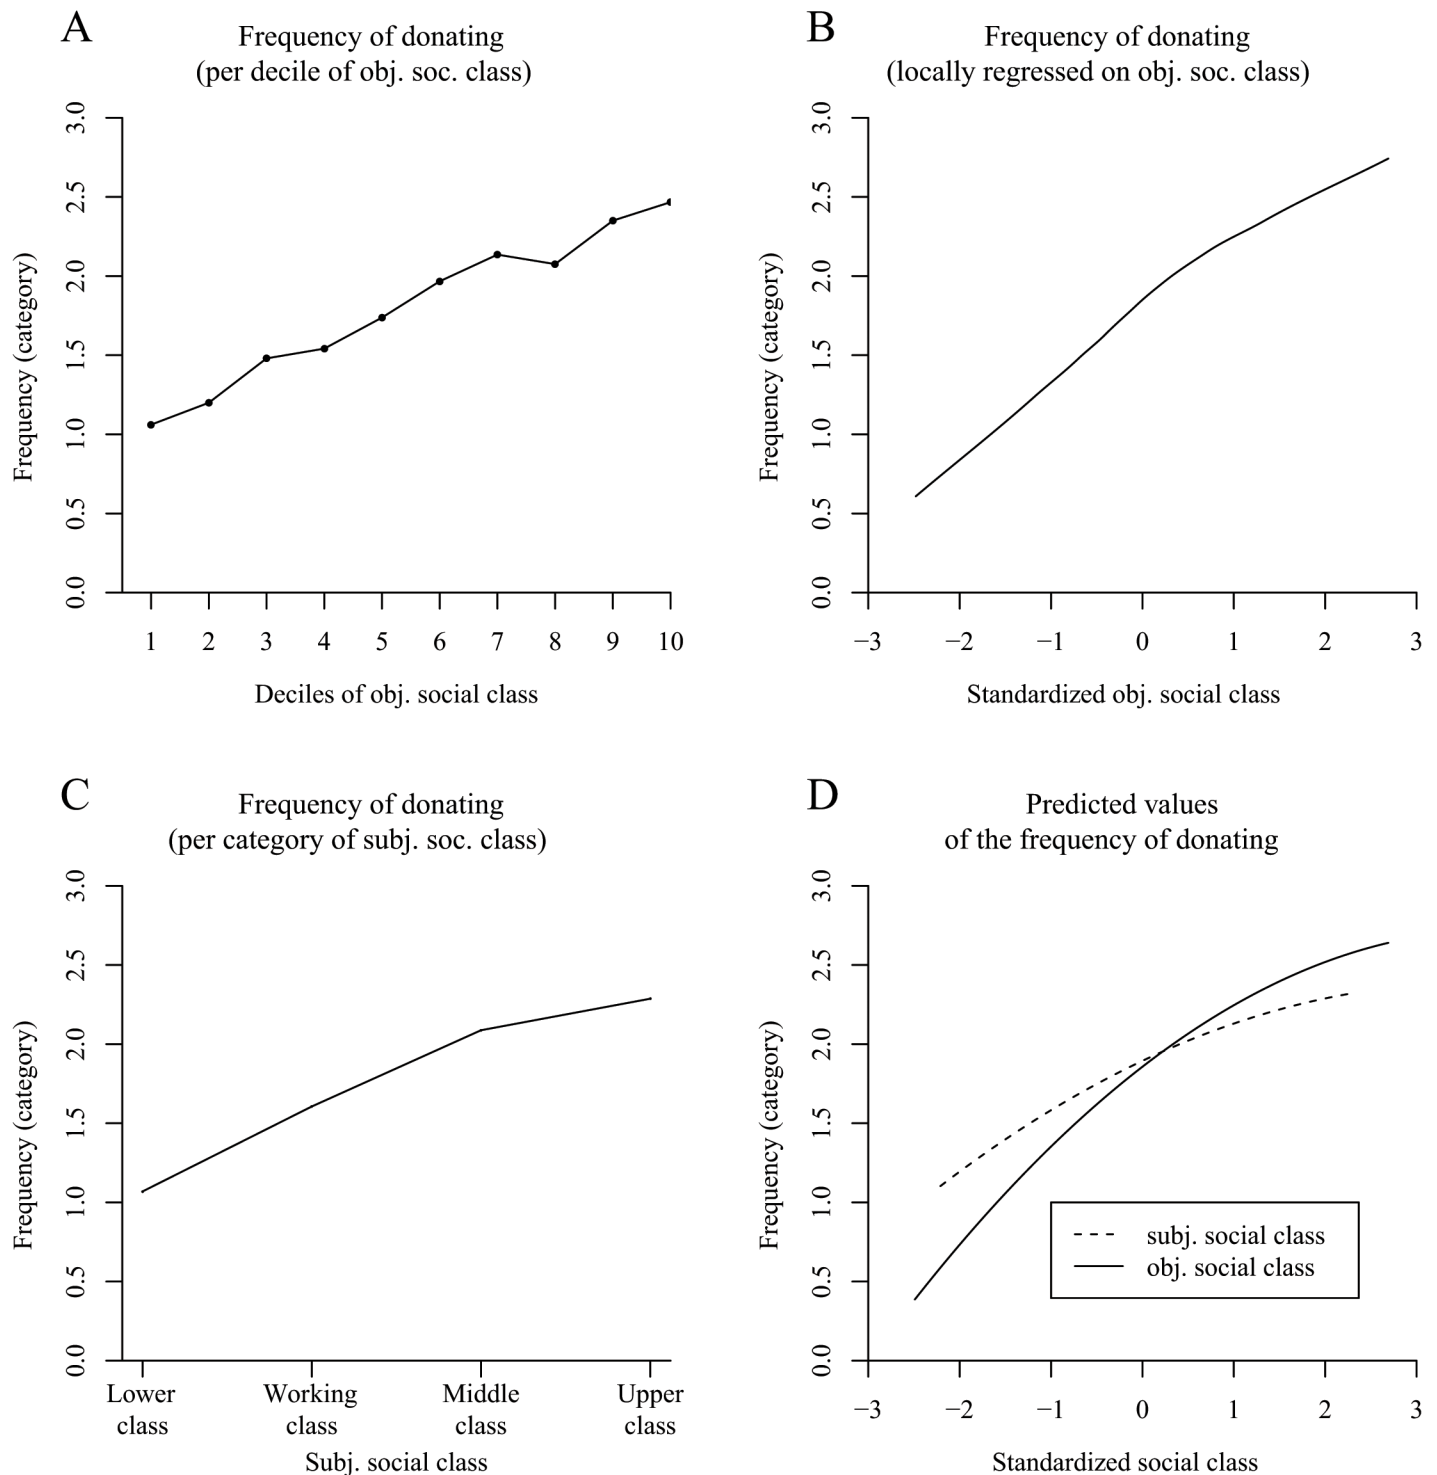 A
Frequency of donating
(per decile of obj. soc. class)
Frequency (category)
3.0
2.5
2.0
1.5
1.0
0.5
0.0
1 2 3 4 5 6 7 8 9 10
Deciles of obj. social class
B
Frequency of donating
(locally regressed on obj. soc. class)
Frequency (category)
3.0
2.5
2.0
1.5
1.0
0.5
0.0
−3 −2 −1 0 1 2 3
Standardized obj. social class
C
Frequency of donating
(per category of subj. soc. class)
Frequency (category)
3.0
2.5
2.0
1.5
1.0
0.5
0.0
Lower Working Middle Upper
class class class class
Subj. social class
D
Predicted values
of the frequency of donating
Frequency (category)
3.0
2.5
2.0
1.5
1.0
0.5
0.0
subj. social class
obj. social class
−3 −2 −1 0 1 2 3
Standardized social class